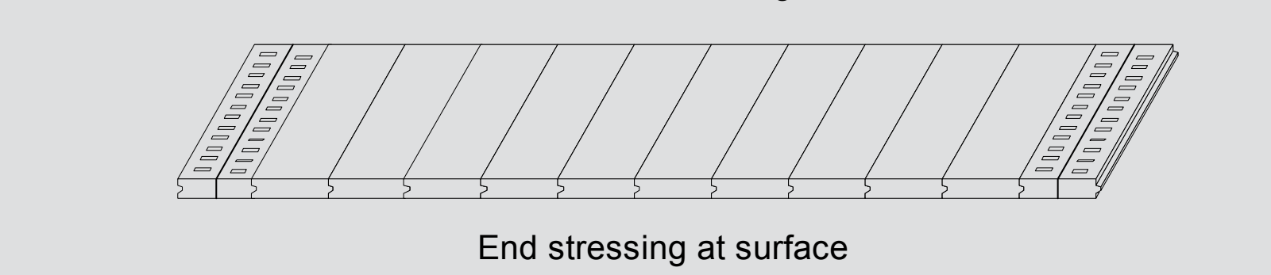 End stressing at surface